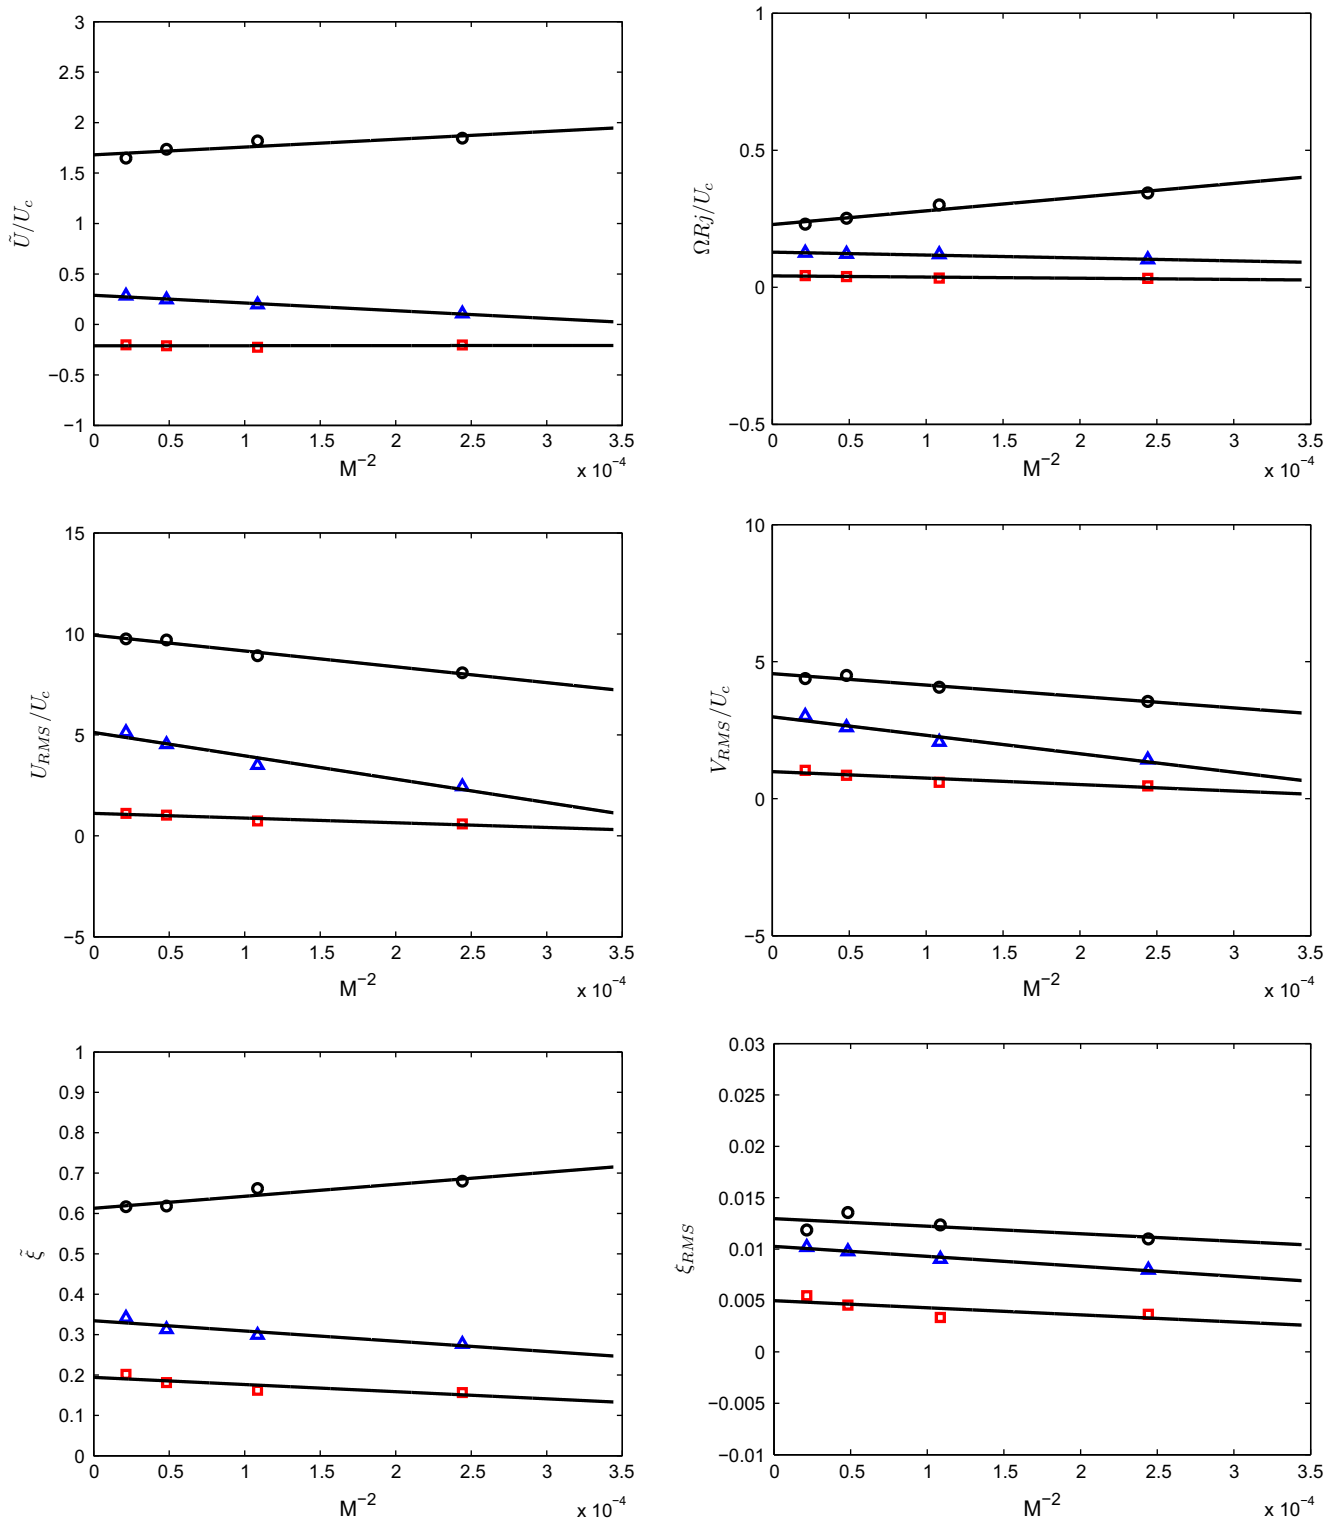 3
2.5
2
1.5
1
0.5
0
−0.5
−1
0 0.5 1 1.5 2 2.5 3 3.5
Ũ/U_c
M⁻²
x 10⁻⁴
1
0.5
0
−0.5
0 0.5 1 1.5 2 2.5 3 3.5
ΩRj/U_c
M⁻²
x 10⁻⁴
15
10
5
0
−5
0 0.5 1 1.5 2 2.5 3 3.5
U_RMS/U_c
M⁻²
x 10⁻⁴
10
5
0
−5
0 0.5 1 1.5 2 2.5 3 3.5
V_RMS/U_c
M⁻²
x 10⁻⁴
1
0.9
0.8
0.7
0.6
0.5
0.4
0.3
0.2
0.1
0
0 0.5 1 1.5 2 2.5 3 3.5
ξ̃
M⁻²
x 10⁻⁴
0.03
0.025
0.02
0.015
0.01
0.005
0
−0.005
−0.01
0 0.5 1 1.5 2 2.5 3 3.5
ξ_RMS
M⁻²
x 10⁻⁴